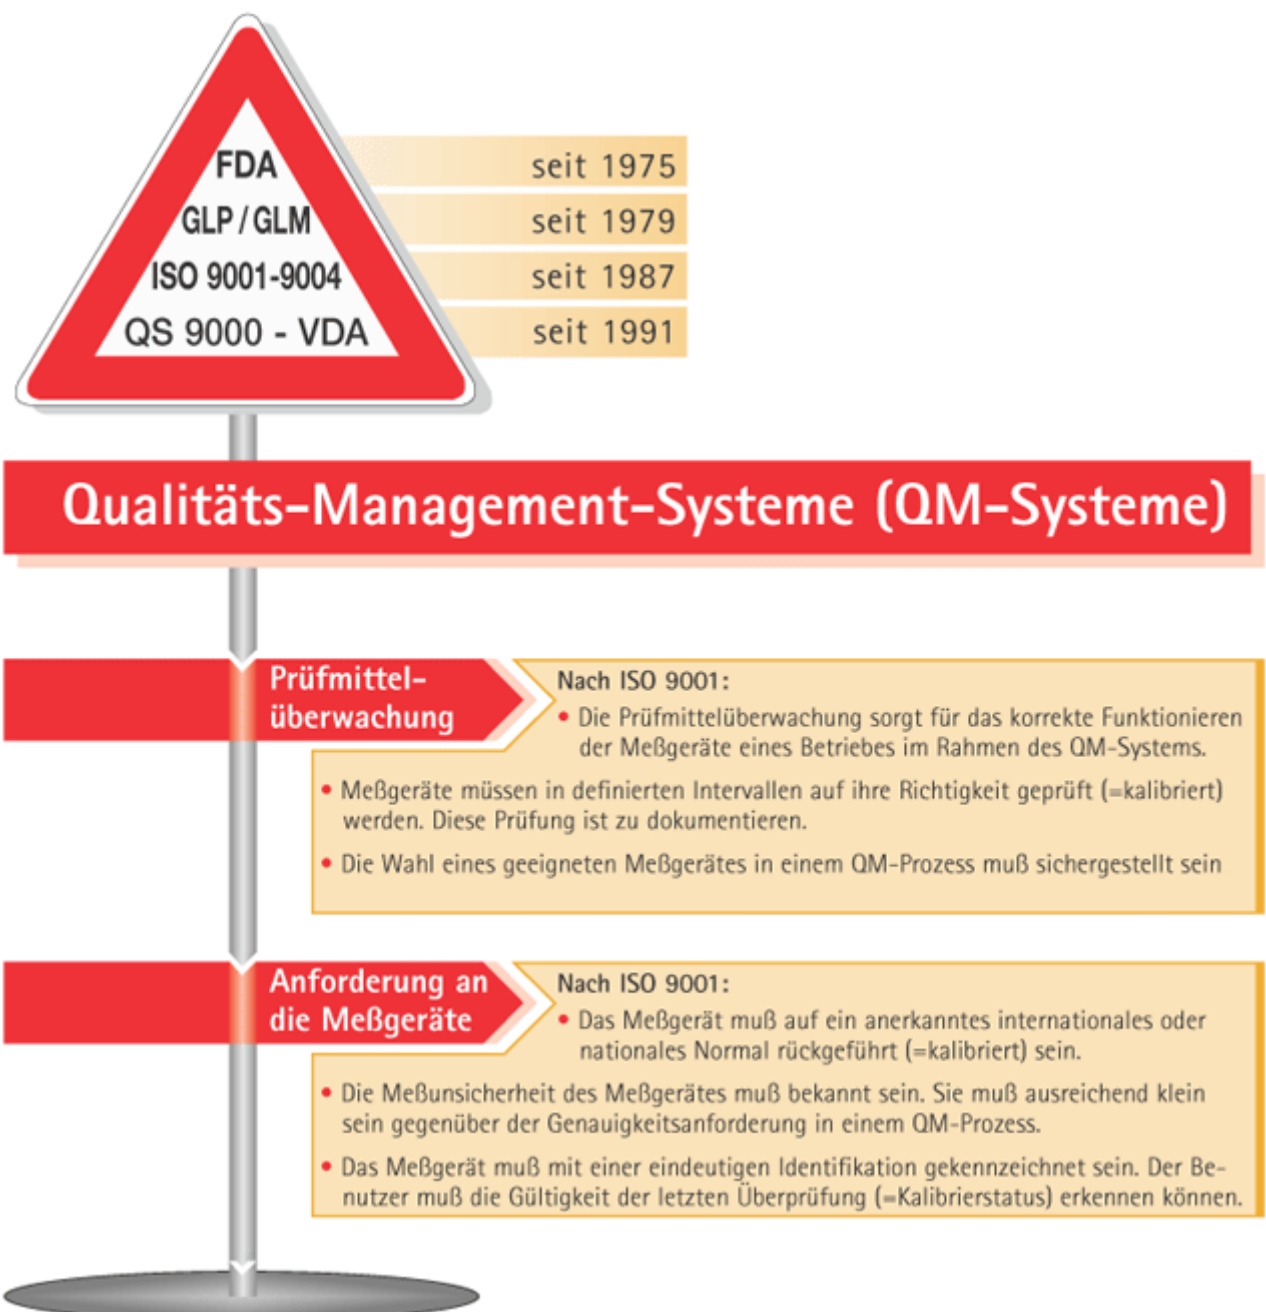 FDA seit 1975
GLP / GLM seit 1979
ISO 9001-9004 seit 1987
QS 9000 - VDA seit 1991
Qualitäts-Management-Systeme (QM-Systeme)
Prüfmittel-
überwachung
Nach ISO 9001:
• Die Prüfmittelüberwachung sorgt für das korrekte Funktionieren
der Meßgeräte eines Betriebes im Rahmen des QM-Systems.
• Meßgeräte müssen in definierten Intervallen auf ihre Richtigkeit geprüft (=kalibriert)
werden. Diese Prüfung ist zu dokumentieren.
• Die Wahl eines geeigneten Meßgerätes in einem QM-Prozess muß sichergestellt sein
Anforderung an
die Meßgeräte
Nach ISO 9001:
• Das Meßgerät muß auf ein anerkanntes internationales oder
nationales Normal rückgeführt (=kalibriert) sein.
• Die Meßunsicherheit des Meßgerätes muß bekannt sein. Sie muß ausreichend klein
sein gegenüber der Genauigkeitsanforderung in einem QM-Prozess.
• Das Meßgerät muß mit einer eindeutigen Identifikation gekennzeichnet sein. Der Be-
nutzer muß die Gültigkeit der letzten Überprüfung (=Kalibrierstatus) erkennen können.